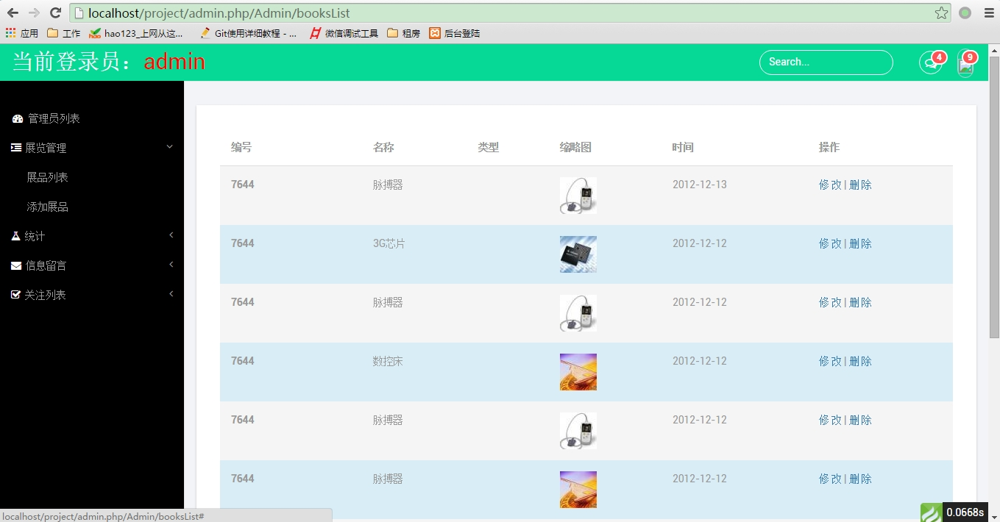 localhost/project/admin.php/Admin/booksList
应用 工作 hao123_上网从这... Git使用详细教程 - ... 微信调试工具 租房 后台登陆
当前登录员：admin Search... 4 9
管理员列表
展览管理
展品列表
添加展品
统计
信息留言
关注列表
编号 名称 类型 缩略图 时间 操作
7644 脉搏器 2012-12-13 修改 | 删除
7644 3G芯片 2012-12-12 修改 | 删除
7644 脉搏器 2012-12-12 修改 | 删除
7644 数控床 2012-12-12 修改 | 删除
7644 脉搏器 2012-12-12 修改 | 删除
7644 脉搏器 2012-12-12 修改 | 删除
localhost/project/admin.php/Admin/booksList#
0.0668s